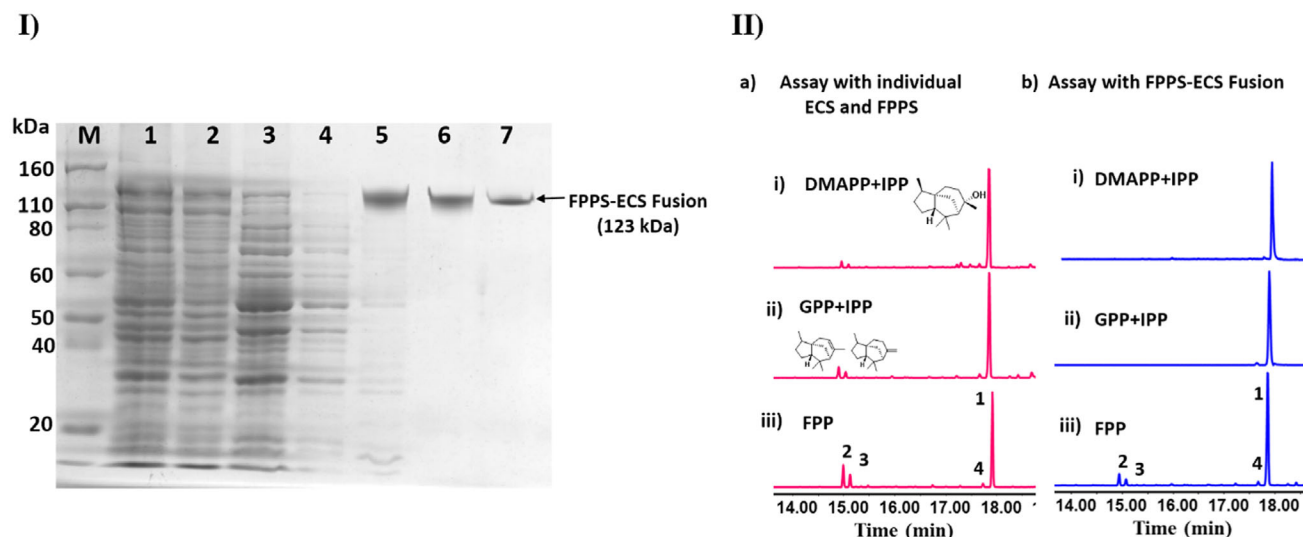 I)
kDa M 1 2 3 4 5 6 7
160
110
80
60
50
40
20
FPPS-ECS Fusion
(123 kDa)
II)
a) Assay with individual
ECS and FPPS
i) DMAPP+IPP
OH
H
ii) GPP+IPP
H H
iii) FPP
1
2 3
4
14.00 15.00 16.00 17.00 18.00
Time (min)
b) Assay with FPPS-ECS Fusion
i) DMAPP+IPP
ii) GPP+IPP
iii) FPP
1
2 3
4
14.00 15.00 16.00 17.00 18.00
Time (min)